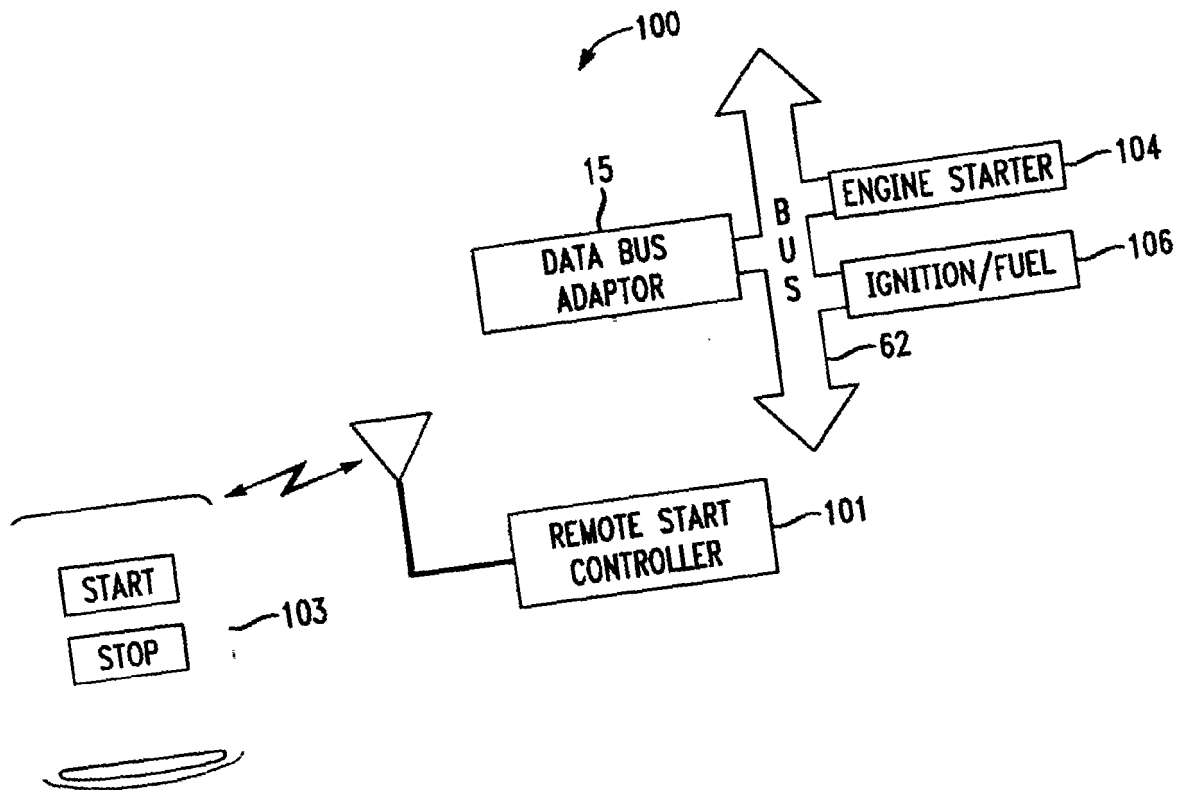 100
15
DATA BUS
ADAPTOR
BUS
ENGINE STARTER
104
IGNITION/FUEL
106
62
REMOTE START
CONTROLLER
101
START
STOP
103